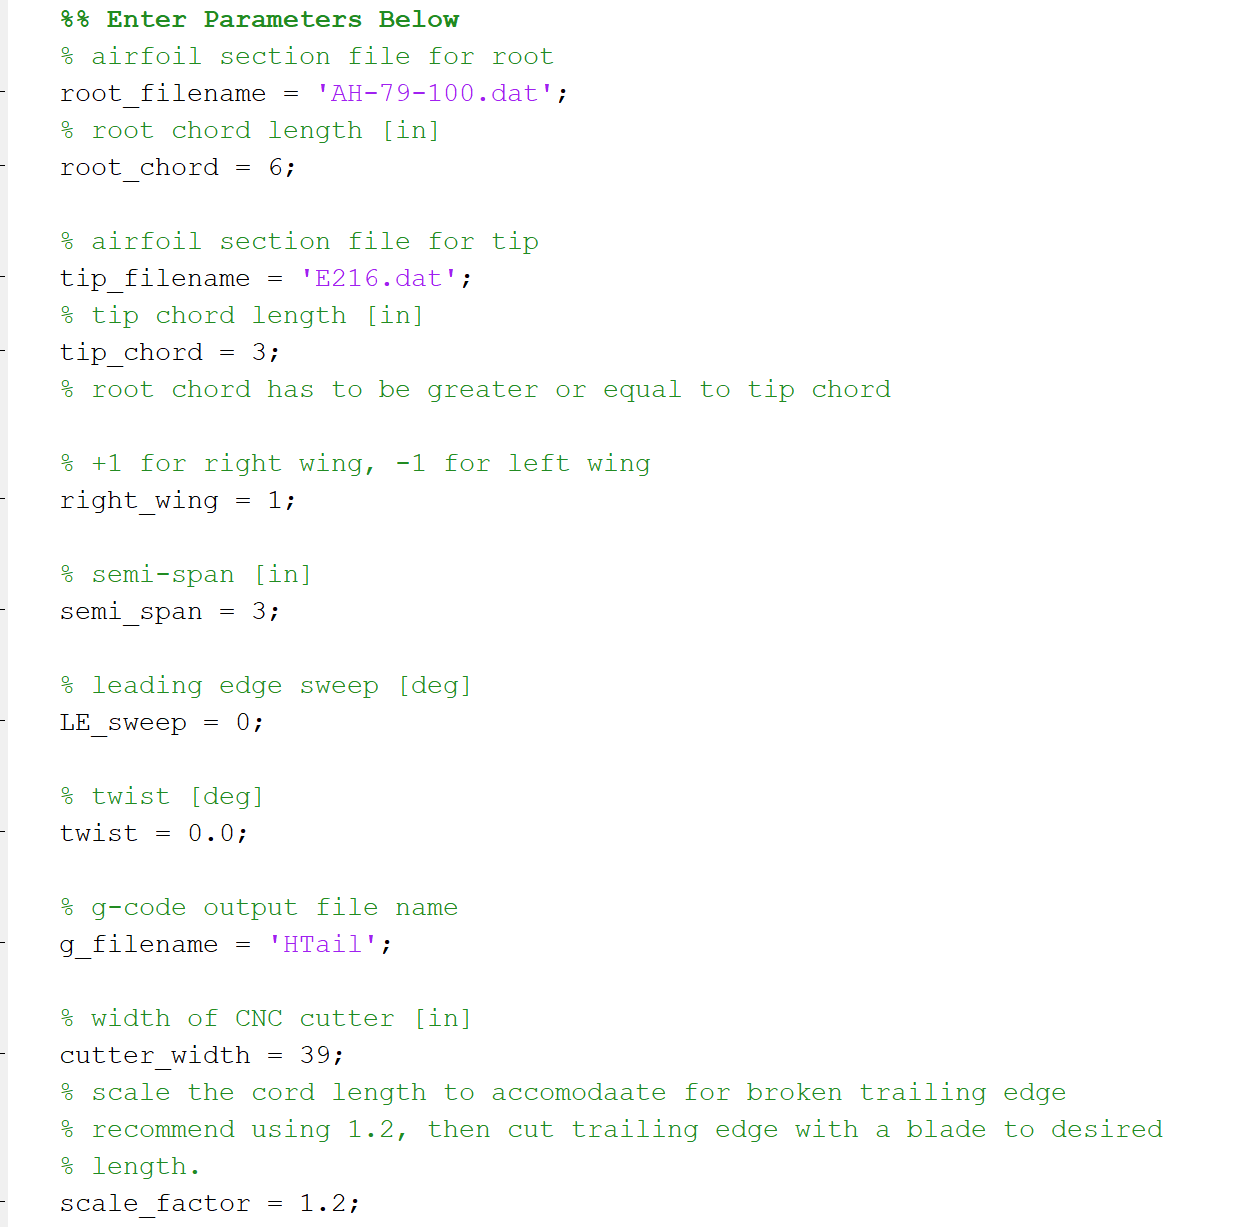 %% Enter Parameters Below
% airfoil section file for root
root_filename = 'AH-79-100.dat';
% root chord length [in]
root_chord = 6;
% airfoil section file for tip
tip_filename = 'E216.dat';
% tip chord length [in]
tip_chord = 3;
% root chord has to be greater or equal to tip chord
% +1 for right wing, -1 for left wing
right_wing = 1;
% semi-span [in]
semi_span = 3;
% leading edge sweep [deg]
LE_sweep = 0;
% twist [deg]
twist = 0.0;
% g-code output file name
g_filename = 'HTail';
% width of CNC cutter [in]
cutter_width = 39;
% scale the cord length to accomodaate for broken trailing edge
% recommend using 1.2, then cut trailing edge with a blade to desired
% length.
scale_factor = 1.2;